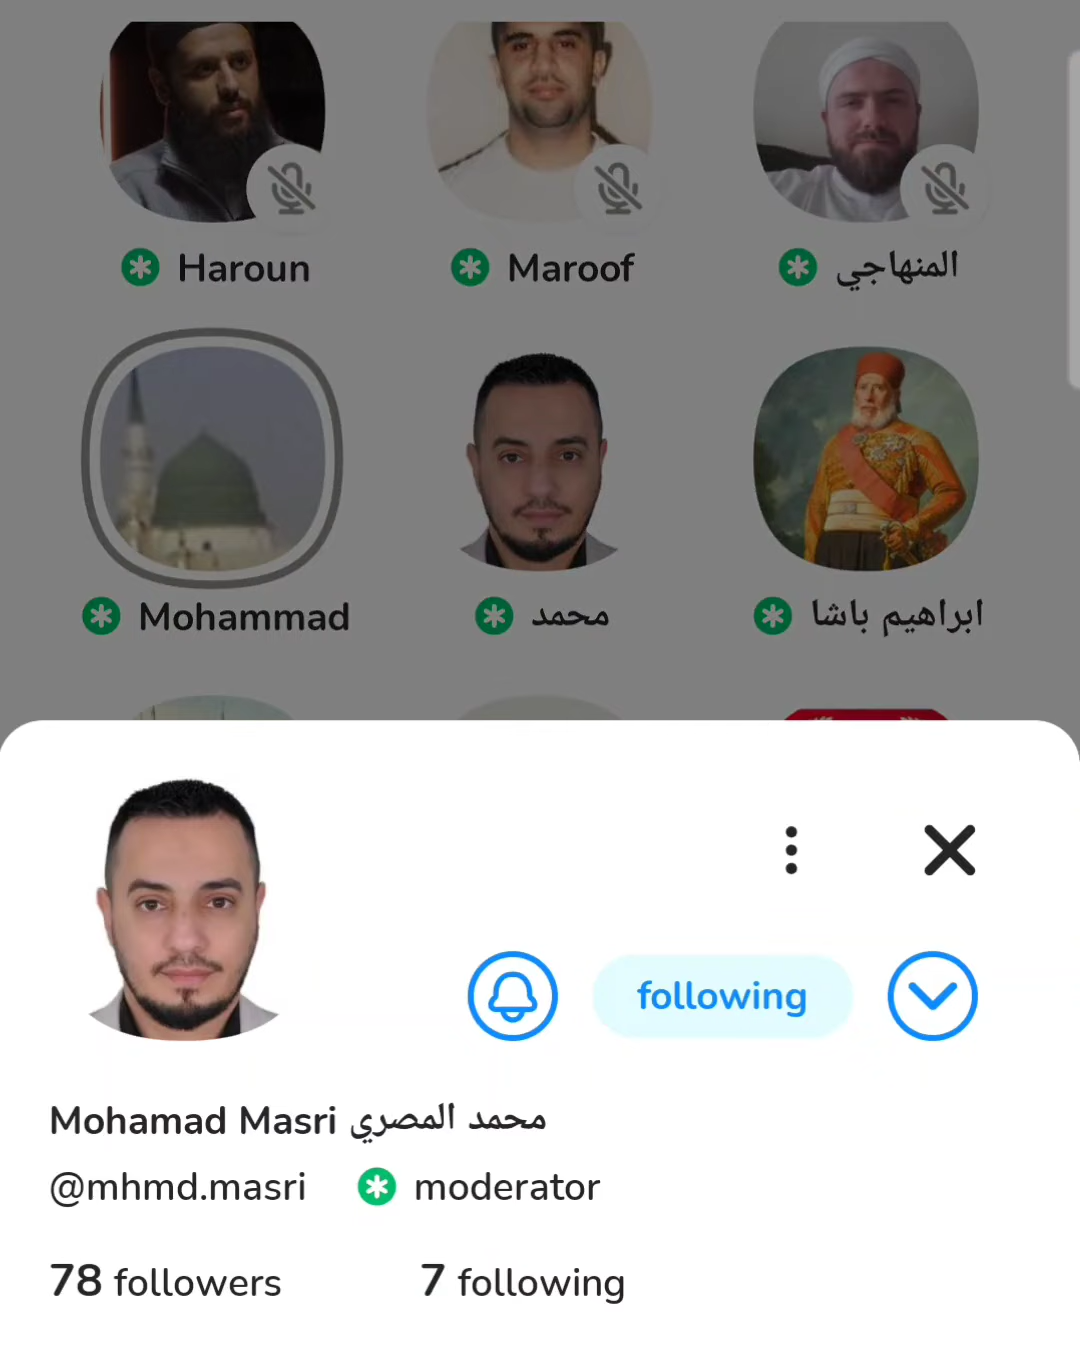 Haroun
Maroof
المنهاجي
Mohammad
محمد
ابراهيم باشا
following
Mohamad Masri محمد المصري
@mhmd.masri moderator
78 followers 7 following